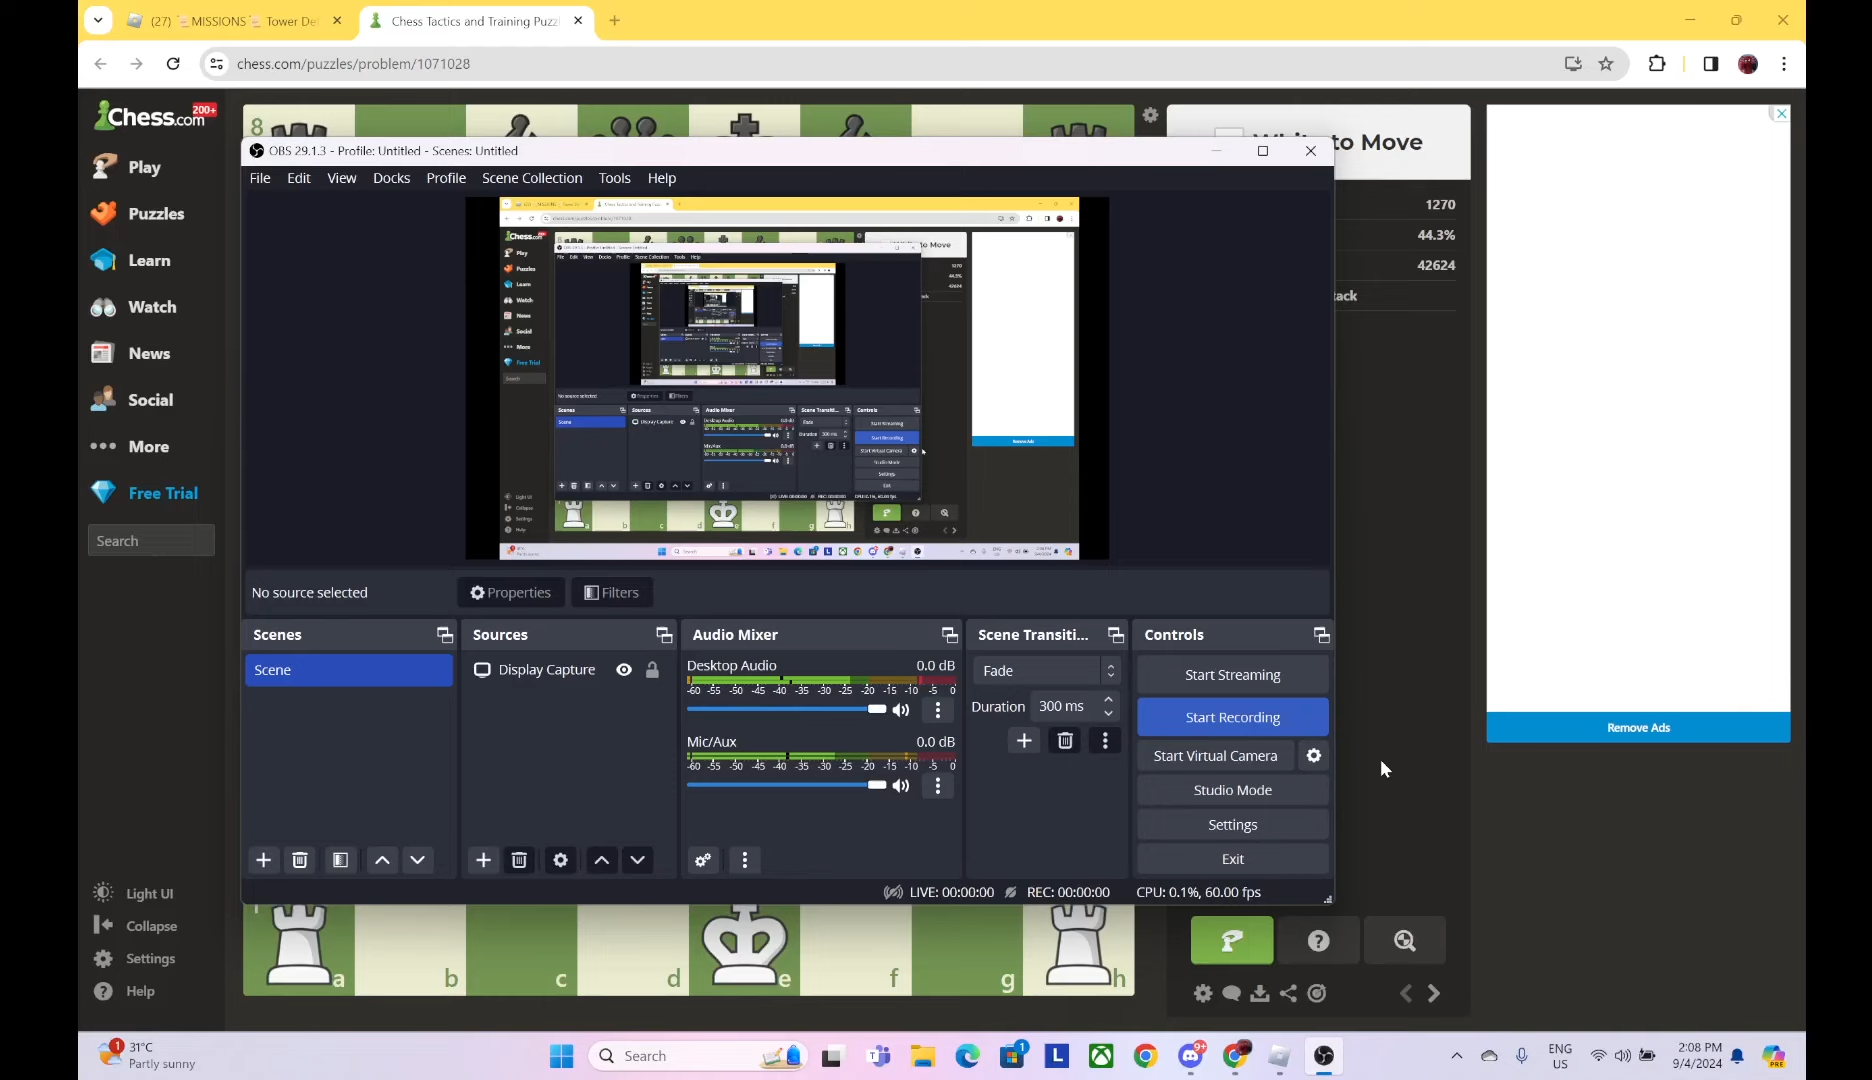 (27) 📜MISSIONS📜 Tower De
Chess Tactics and Training Puzzl
chess.com/puzzles/problem/1071028
Chess.com
200+
Play
Puzzles
Learn
Watch
News
Social
More
Free Trial
Search
Light UI
Collapse
Settings
Help
8
OBS 29.1.3 - Profile: Untitled - Scenes: Untitled
File Edit View Docks Profile Scene Collection Tools Help
No source selected
Properties
Filters
Scenes
Scene
Sources
Display Capture
Audio Mixer
Desktop Audio 0.0 dB
-60 -55 -50 -45 -40 -35 -30 -25 -20 -15 -10 -5 0
Mic/Aux 0.0 dB
-60 -55 -50 -45 -40 -35 -30 -25 -20 -15 -10 -5 0
Scene Transiti...
Fade
Duration 300 ms
Controls
Start Streaming
Start Recording
Start Virtual Camera
Studio Mode
Settings
Exit
LIVE: 00:00:00 REC: 00:00:00 CPU: 0.1%, 60.00 fps
a b c d e f g h
to Move
1270
44.3%
42624
tack
Remove Ads
1
31°C
Partly sunny
Search
1
L
9+
ENG
US
2:08 PM
9/4/2024
PRE